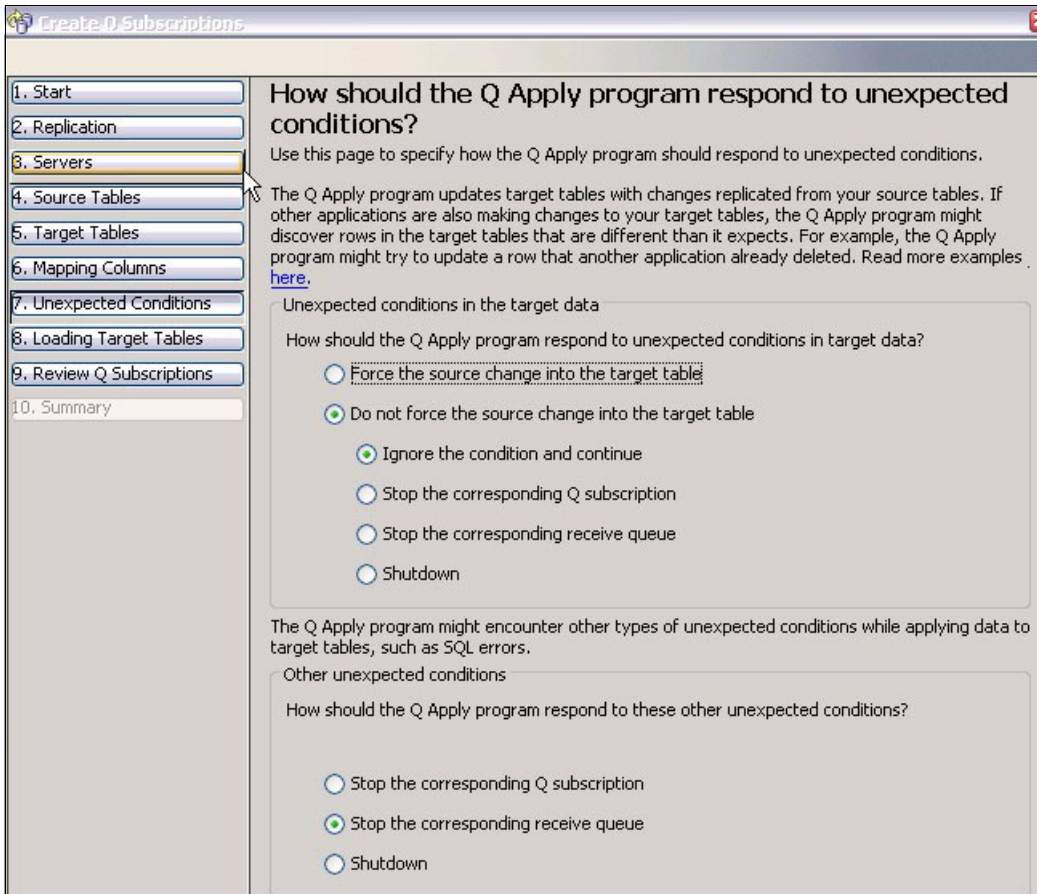 Create Q Subscriptions
1. Start
2. Replication
3. Servers
4. Source Tables
5. Target Tables
6. Mapping Columns
7. Unexpected Conditions
8. Loading Target Tables
9. Review Q Subscriptions
10. Summary
How should the Q Apply program respond to unexpected
conditions?
Use this page to specify how the Q Apply program should respond to unexpected conditions.
The Q Apply program updates target tables with changes replicated from your source tables. If
other applications are also making changes to your target tables, the Q Apply program might
discover rows in the target tables that are different than it expects. For example, the Q Apply
program might try to update a row that another application already deleted. Read more examples
here.
Unexpected conditions in the target data
How should the Q Apply program respond to unexpected conditions in target data?
Force the source change into the target table
Do not force the source change into the target table
Ignore the condition and continue
Stop the corresponding Q subscription
Stop the corresponding receive queue
Shutdown
The Q Apply program might encounter other types of unexpected conditions while applying data to
target tables, such as SQL errors.
Other unexpected conditions
How should the Q Apply program respond to these other unexpected conditions?
Stop the corresponding Q subscription
Stop the corresponding receive queue
Shutdown